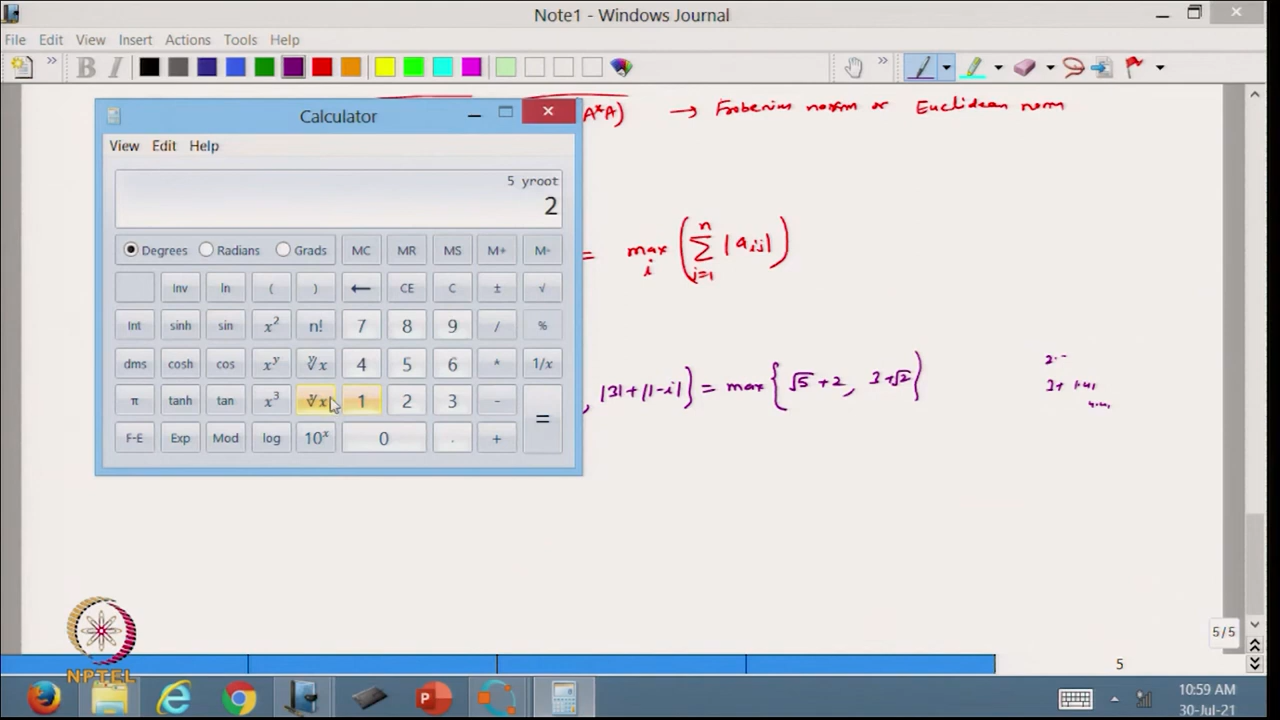 Note1 - Windows Journal
File Edit View Insert Actions Tools Help
A*A) → Frobenius norm or Euclidean norm
Calculator
View Edit Help
5 yroot
2
Degrees Radians Grads MC MR MS M+ M-
Inv ln ( ) ← CE C ± √
Int sinh sin x² n! 7 8 9 / %
dms cosh cos xʸ ʸ√x 4 5 6 * 1/x
π tanh tan x³ ³√x 1 2 3 - =
F-E Exp Mod log 10ˣ 0 . +
= max i (∑ j=1 n |aij|)
, |3|+|1-i|} = max {√5+2, 3+√2}
3+ 1.41
5/5
5
NPTEL
10:59 AM
30-Jul-21